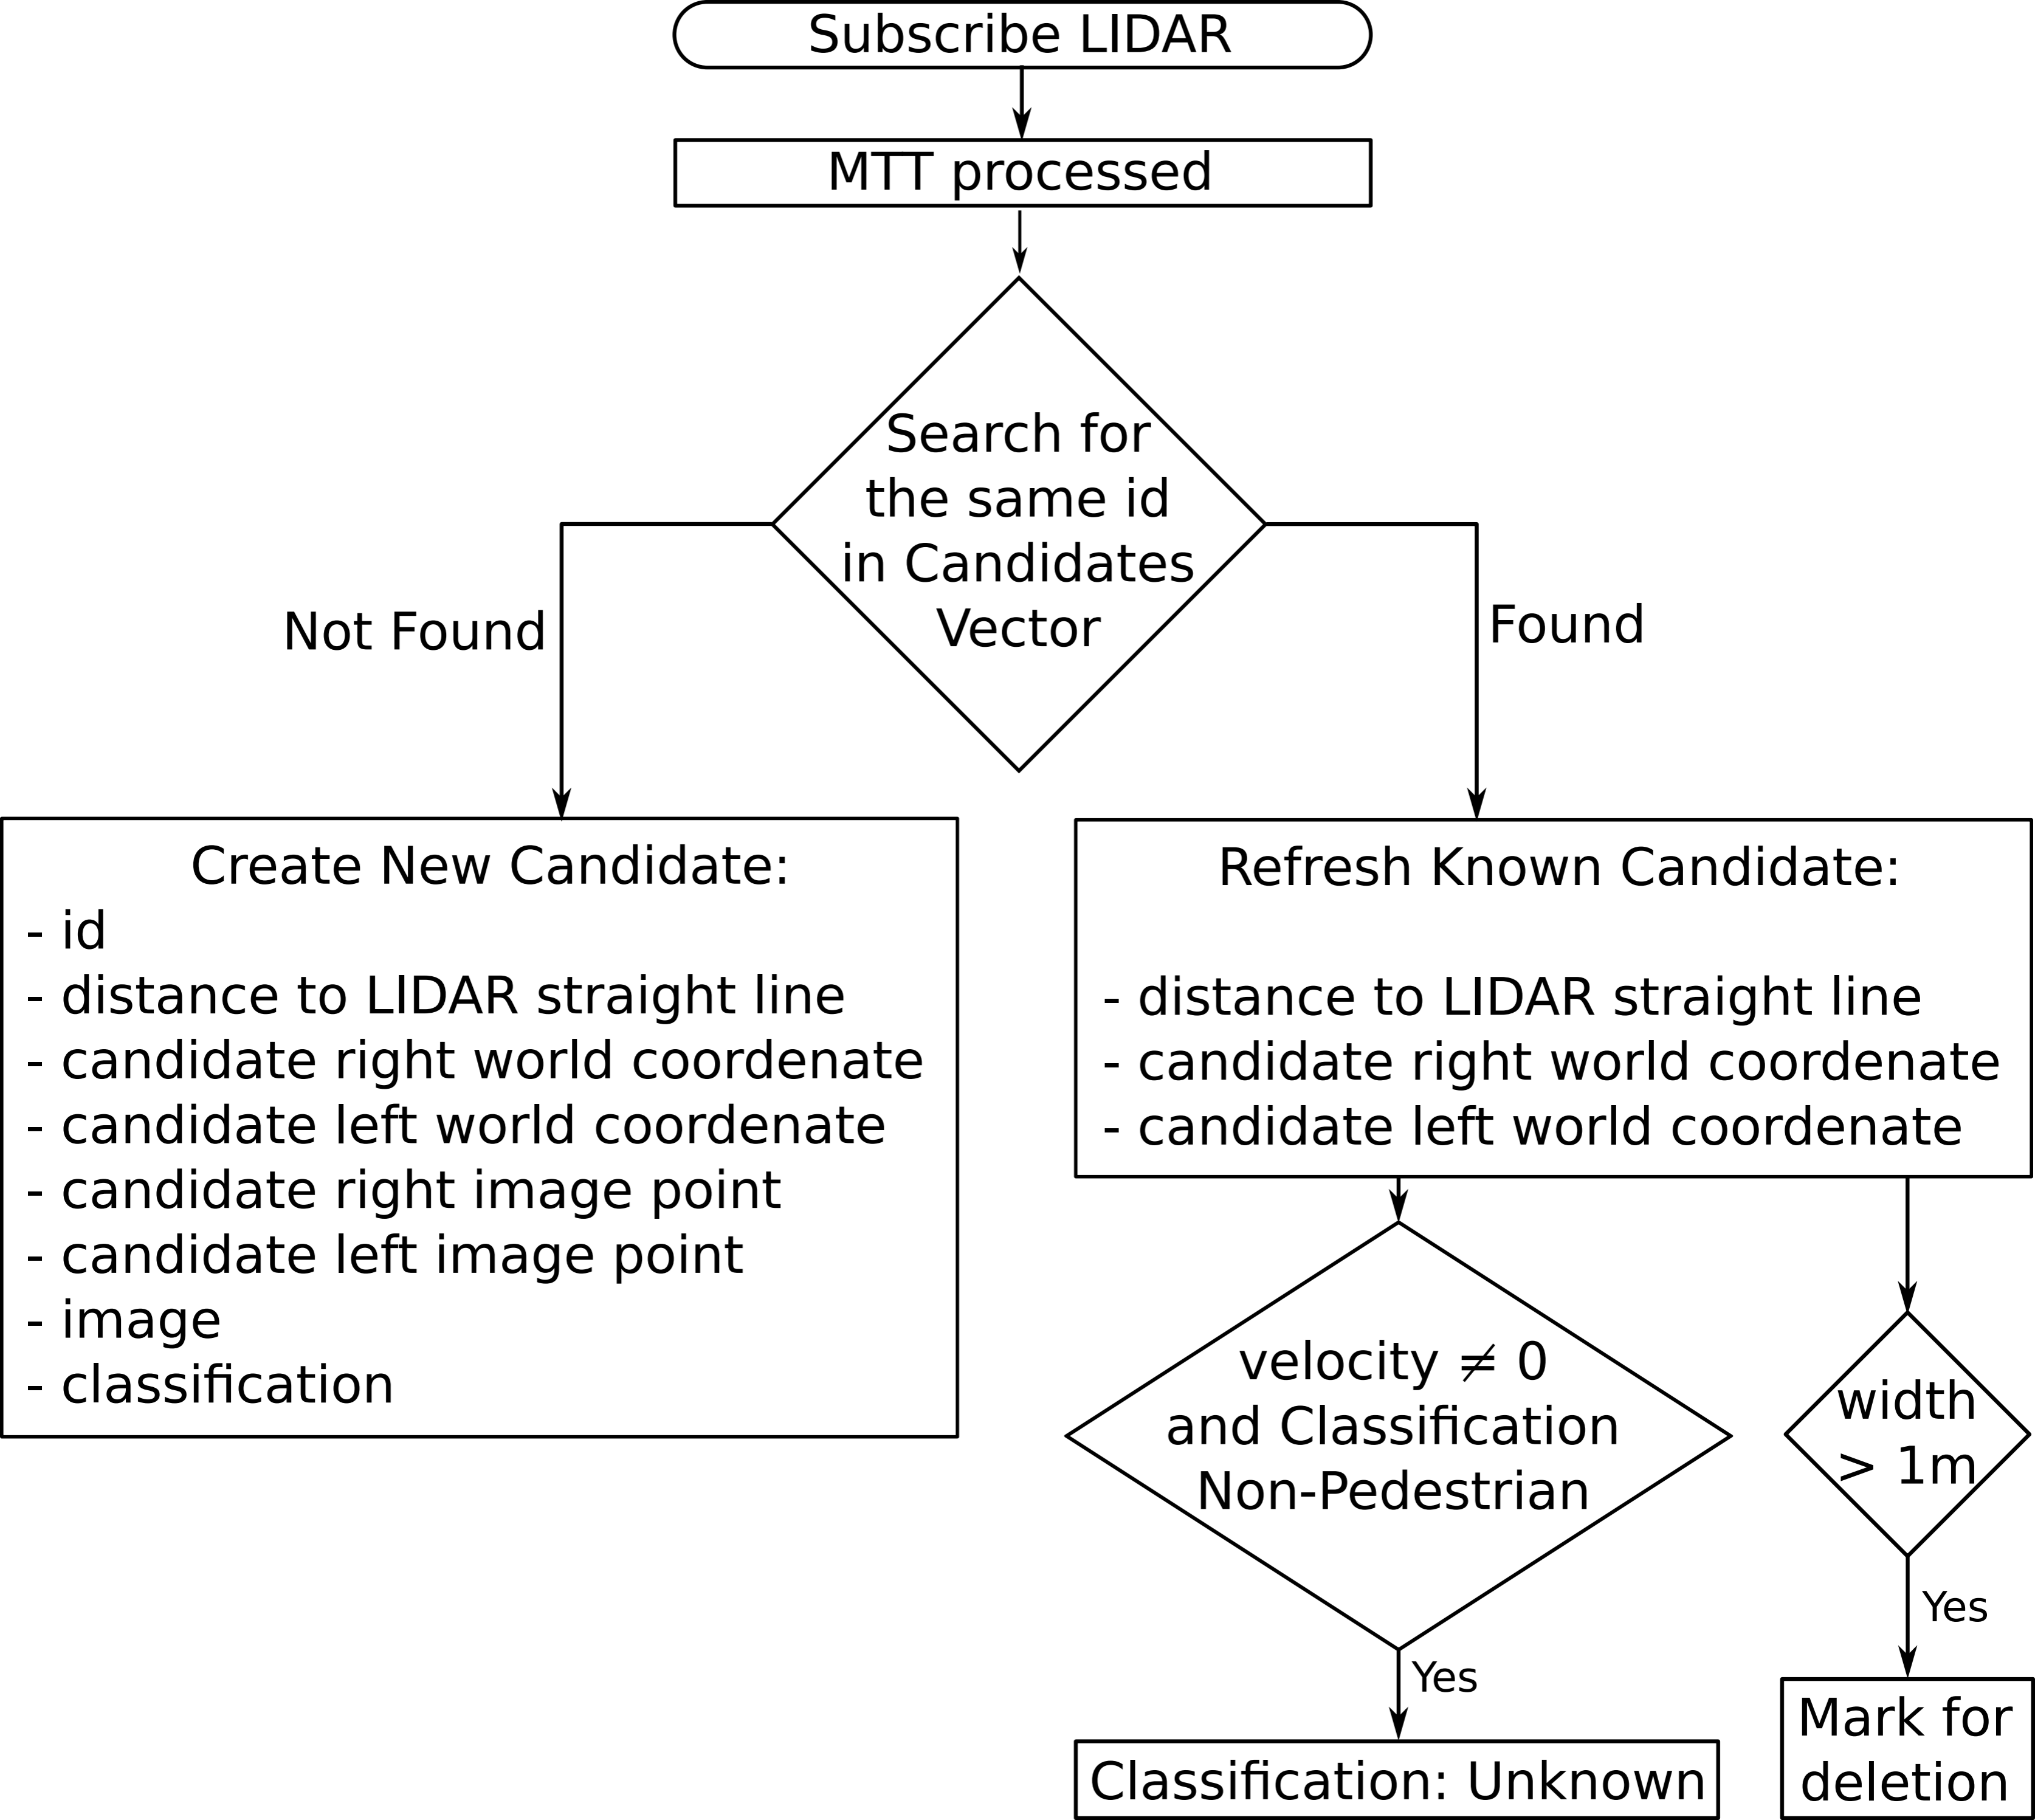 Subscribe LIDAR
MTT processed
Search for
the same id
in Candidates
Vector
Not Found
Found
Create New Candidate:
- id
- distance to LIDAR straight line
- candidate right world coordenate
- candidate left world coordenate
- candidate right image point
- candidate left image point
- image
- classification
Refresh Known Candidate:
- distance to LIDAR straight line
- candidate right world coordenate
- candidate left world coordenate
velocity ≠ 0
and Classification
Non-Pedestrian
width
> 1m
Yes
Yes
Classification: Unknown
Mark for
deletion